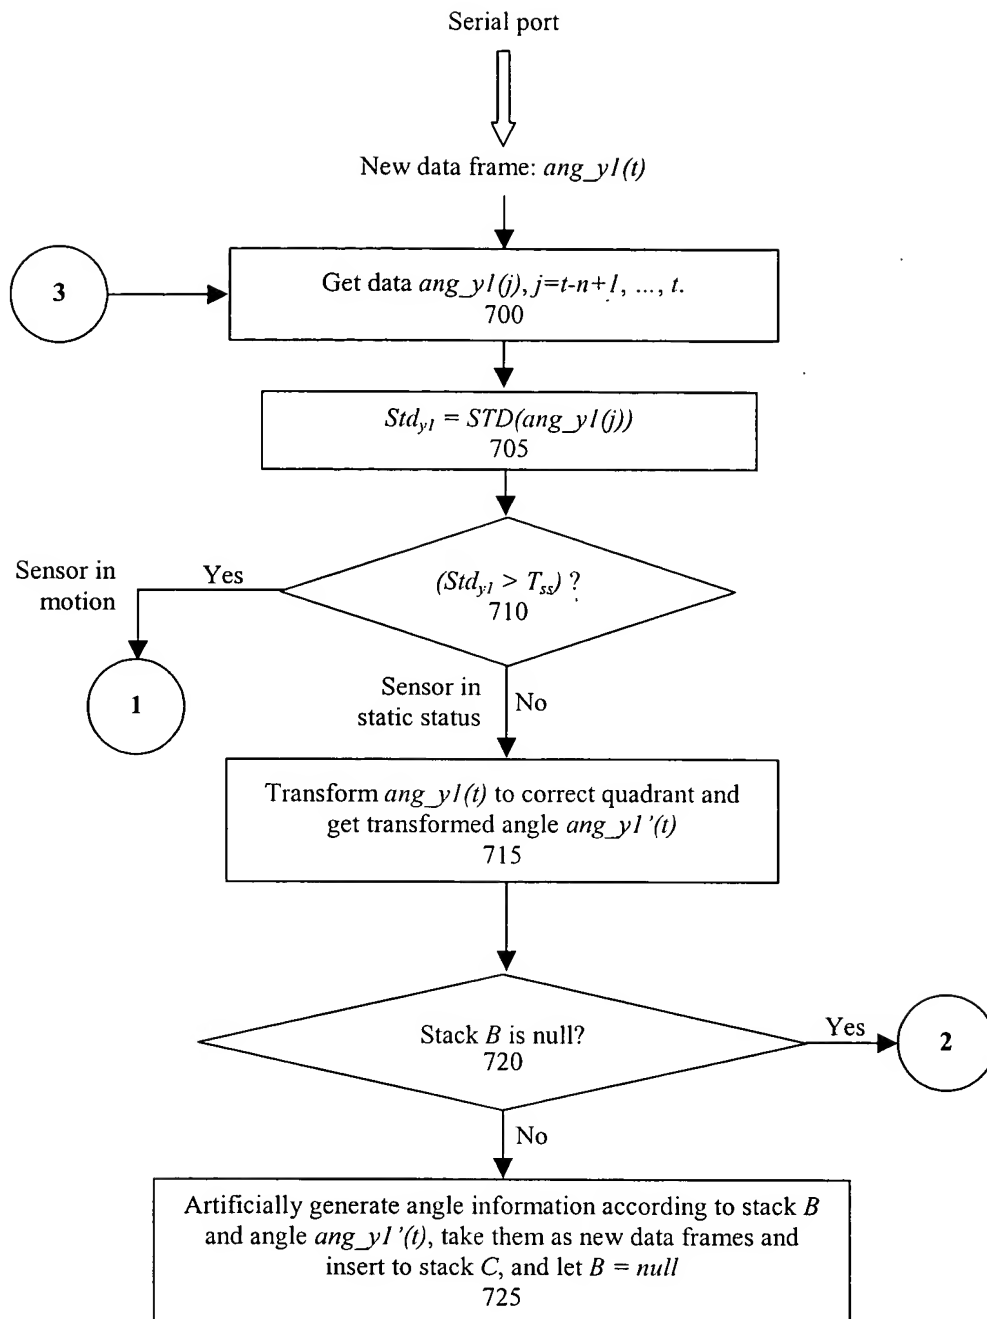 Serial port
New data frame: ang_y1(t)
3
Get data ang_y1(j), j=t-n+1, ..., t.
700
Std_y1 = STD(ang_y1(j))
705
(Std_y1 > T_ss) ?
710
Sensor in
motion
Yes
1
Sensor in
static status
No
Transform ang_y1(t) to correct quadrant and
get transformed angle ang_y1'(t)
715
Stack B is null?
720
Yes
2
No
Artificially generate angle information according to stack B
and angle ang_y1'(t), take them as new data frames and
insert to stack C, and let B = null
725